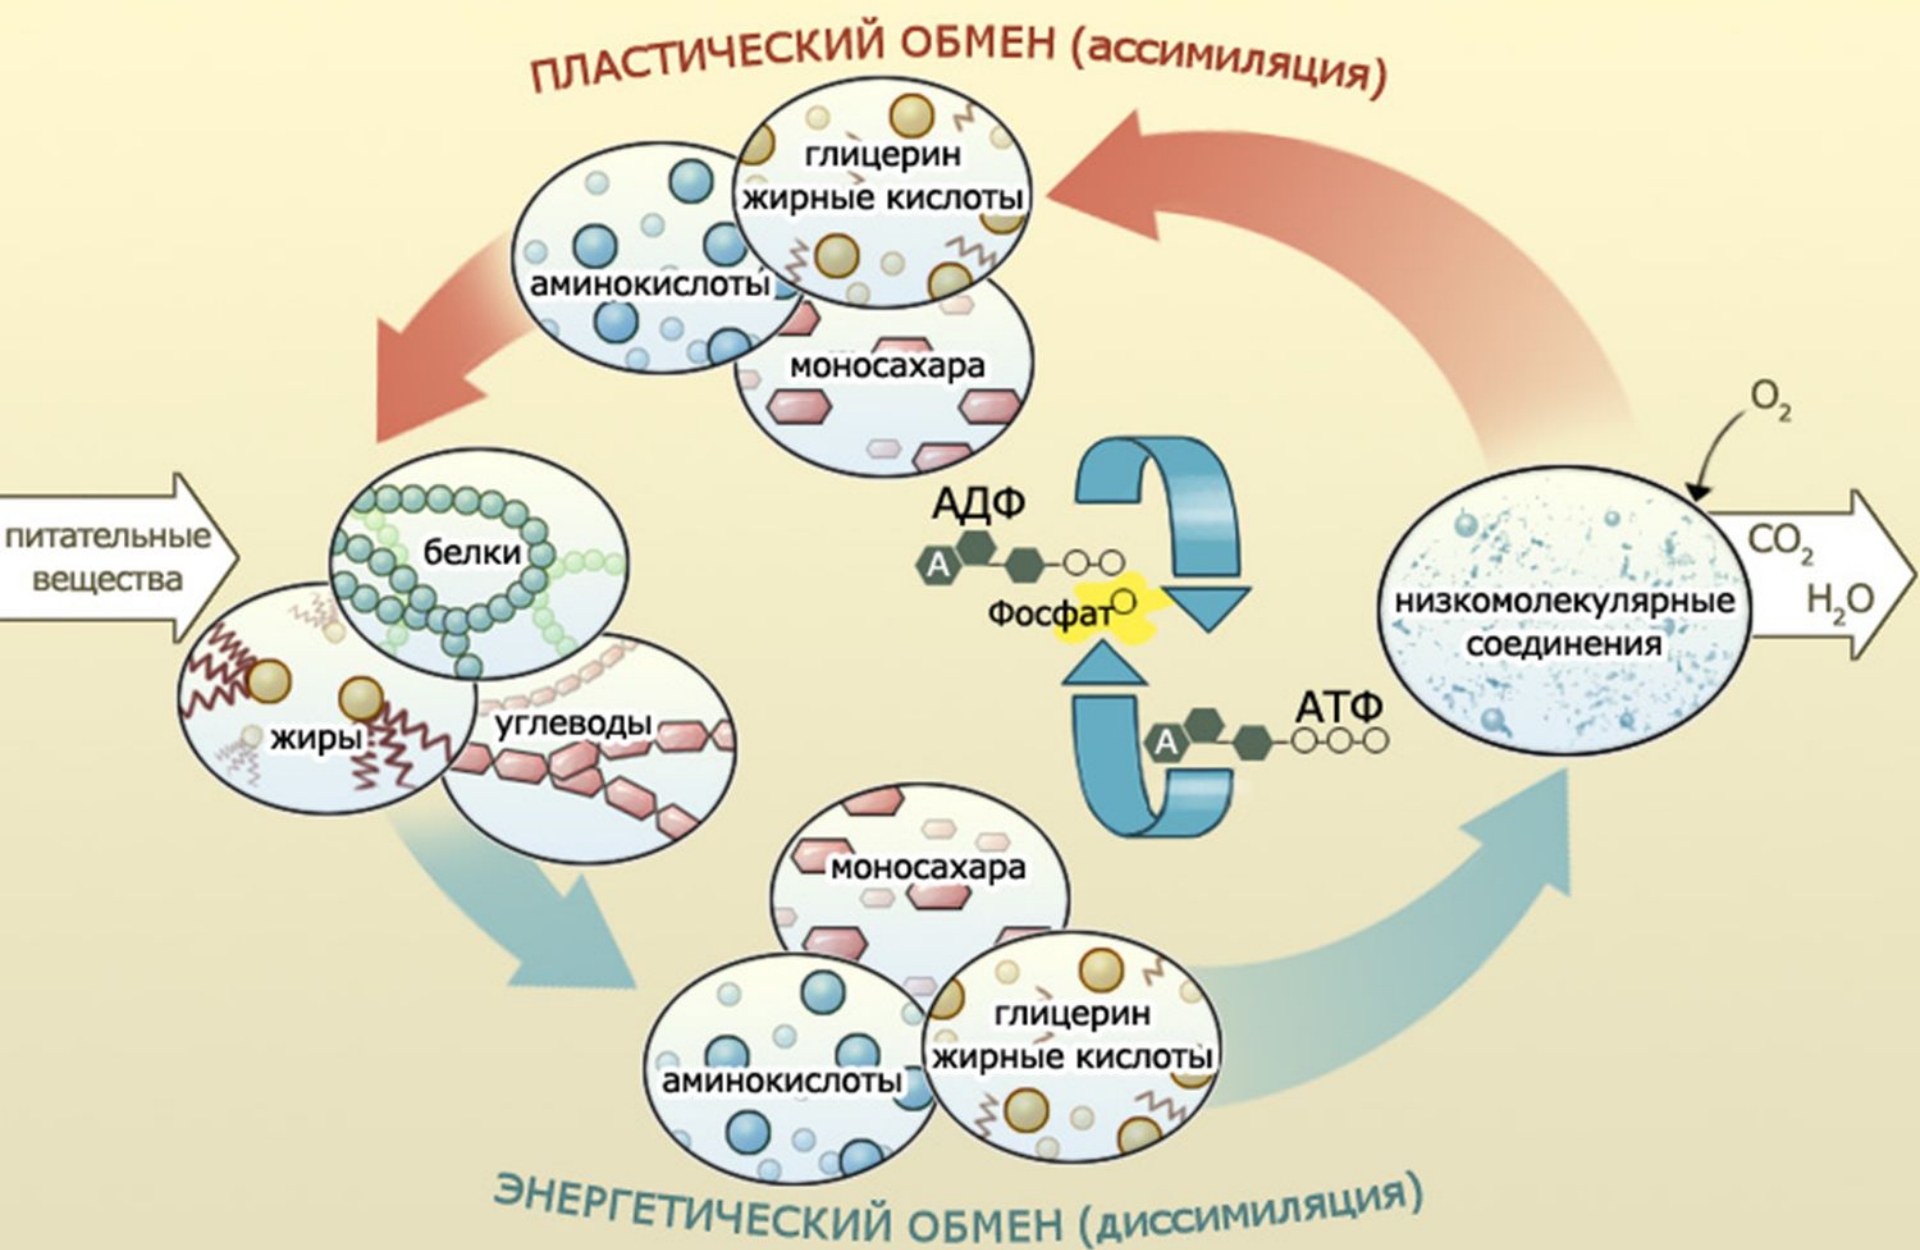 ПЛАСТИЧЕСКИЙ ОБМЕН (ассимиляция)
глицерин
жирные кислоты
аминокислоты
моносахара
O₂
питательные
вещества
белки
жиры
углеводы
АДФ
А
Фосфат
АТФ
А
низкомолекулярные
соединения
CO₂
H₂O
моносахара
аминокислоты
глицерин
жирные кислоты
ЭНЕРГЕТИЧЕСКИЙ ОБМЕН (диссимиляция)